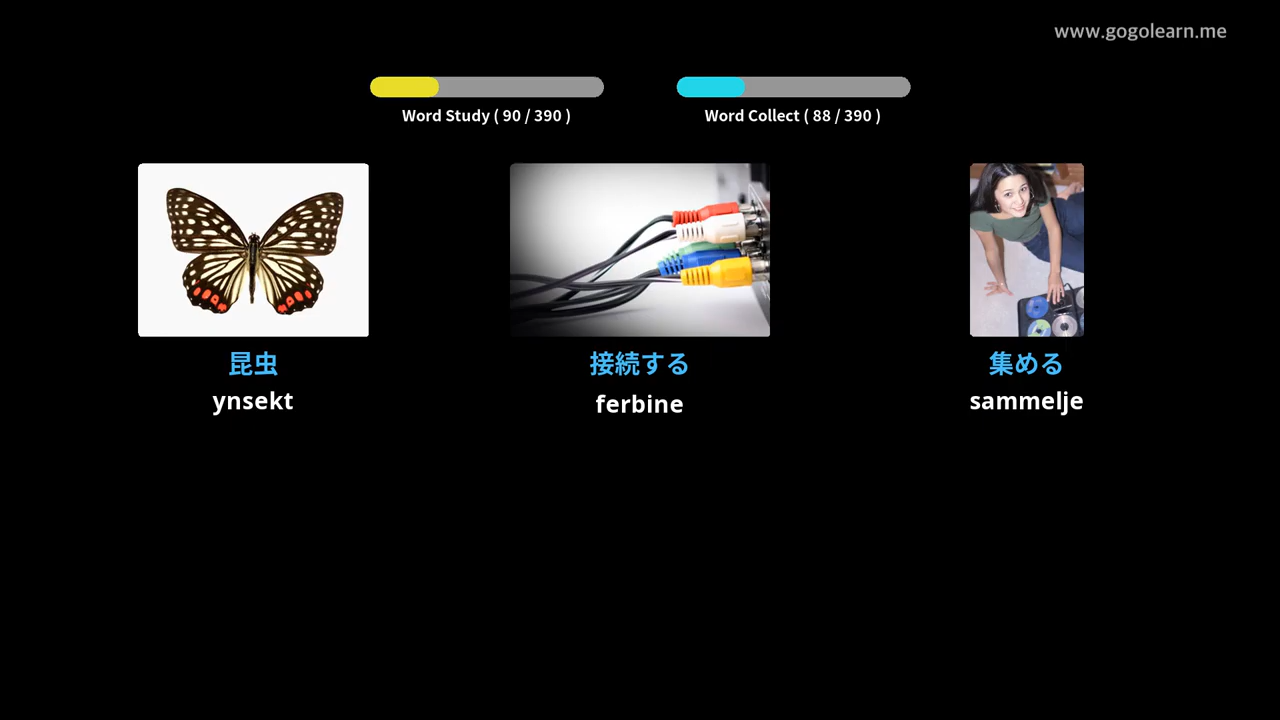 www.gogolearn.me
Word Study ( 90 / 390 )
Word Collect ( 88 / 390 )
昆虫
ynsekt
接続する
ferbine
集める
sammelje